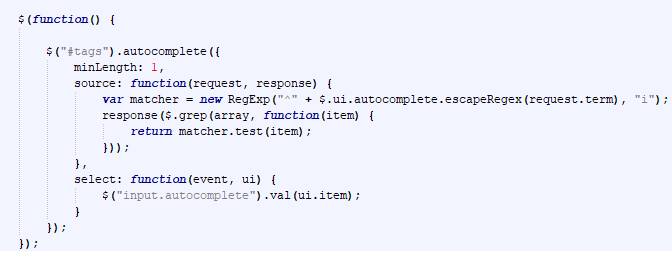 $(function() {
$("#tags").autocomplete({
minLength: 1,
source: function(request, response) {
var matcher = new RegExp("^" + $.ui.autocomplete.escapeRegex(request.term), "i");
response($.grep(array, function(item) {
return matcher.test(item);
}));
},
select: function(event, ui) {
$("input.autocomplete").val(ui.item);
}
});
});